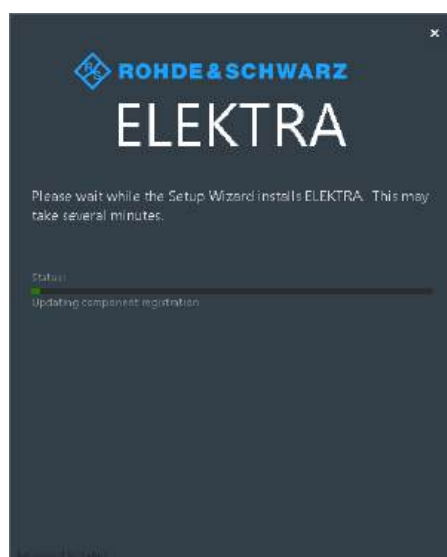 ROHDE & SCHWARZ
ELEKTRA
Please wait while the Setup Wizard installs ELEKTRA. This may
take several minutes.
Status:
Updating component registration